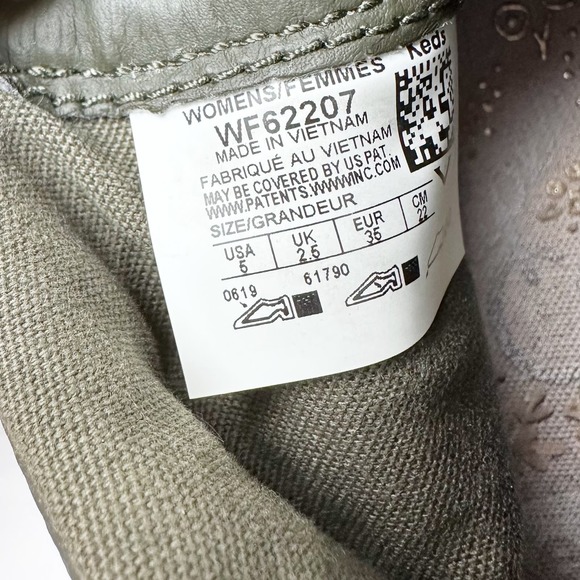 Keds
WOMENS/FEMMES
WF62207
MADE IN VIETNAM
FABRIQUÉ AU VIETNAM
MAY BE COVERED BY US PAT.
WWW.PATENTS.WWWINC.COM
SIZE/GRANDEUR
USA UK EUR CM
5 2.5 35 22
0619 61790